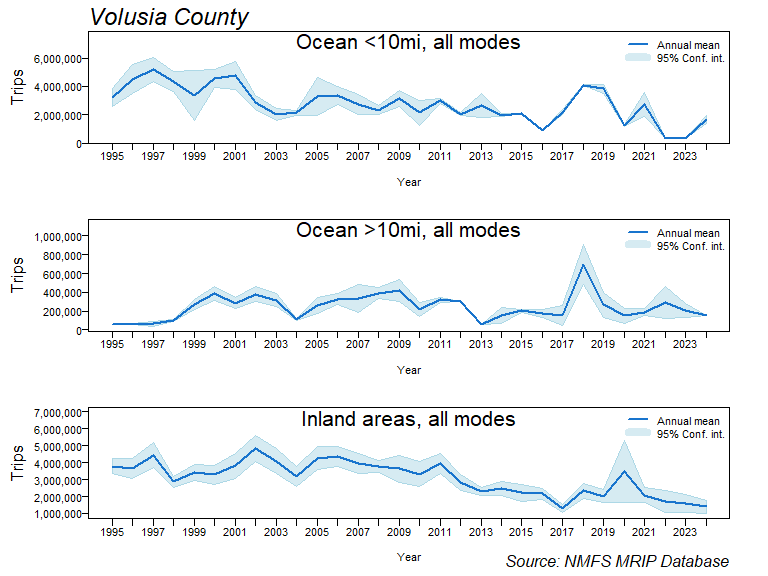 Volusia County
Ocean <10mi, all modes
Annual mean
95% Conf. int.
Trips
6,000,000
4,000,000
2,000,000
0
1995 1997 1999 2001 2003 2005 2007 2009 2011 2013 2015 2017 2019 2021 2023
Year
Ocean >10mi, all modes
Annual mean
95% Conf. int.
Trips
1,000,000
800,000
600,000
400,000
200,000
0
1995 1997 1999 2001 2003 2005 2007 2009 2011 2013 2015 2017 2019 2021 2023
Year
Inland areas, all modes
Annual mean
95% Conf. int.
Trips
7,000,000
6,000,000
5,000,000
4,000,000
3,000,000
2,000,000
1,000,000
1995 1997 1999 2001 2003 2005 2007 2009 2011 2013 2015 2017 2019 2021 2023
Year
Source: NMFS MRIP Database